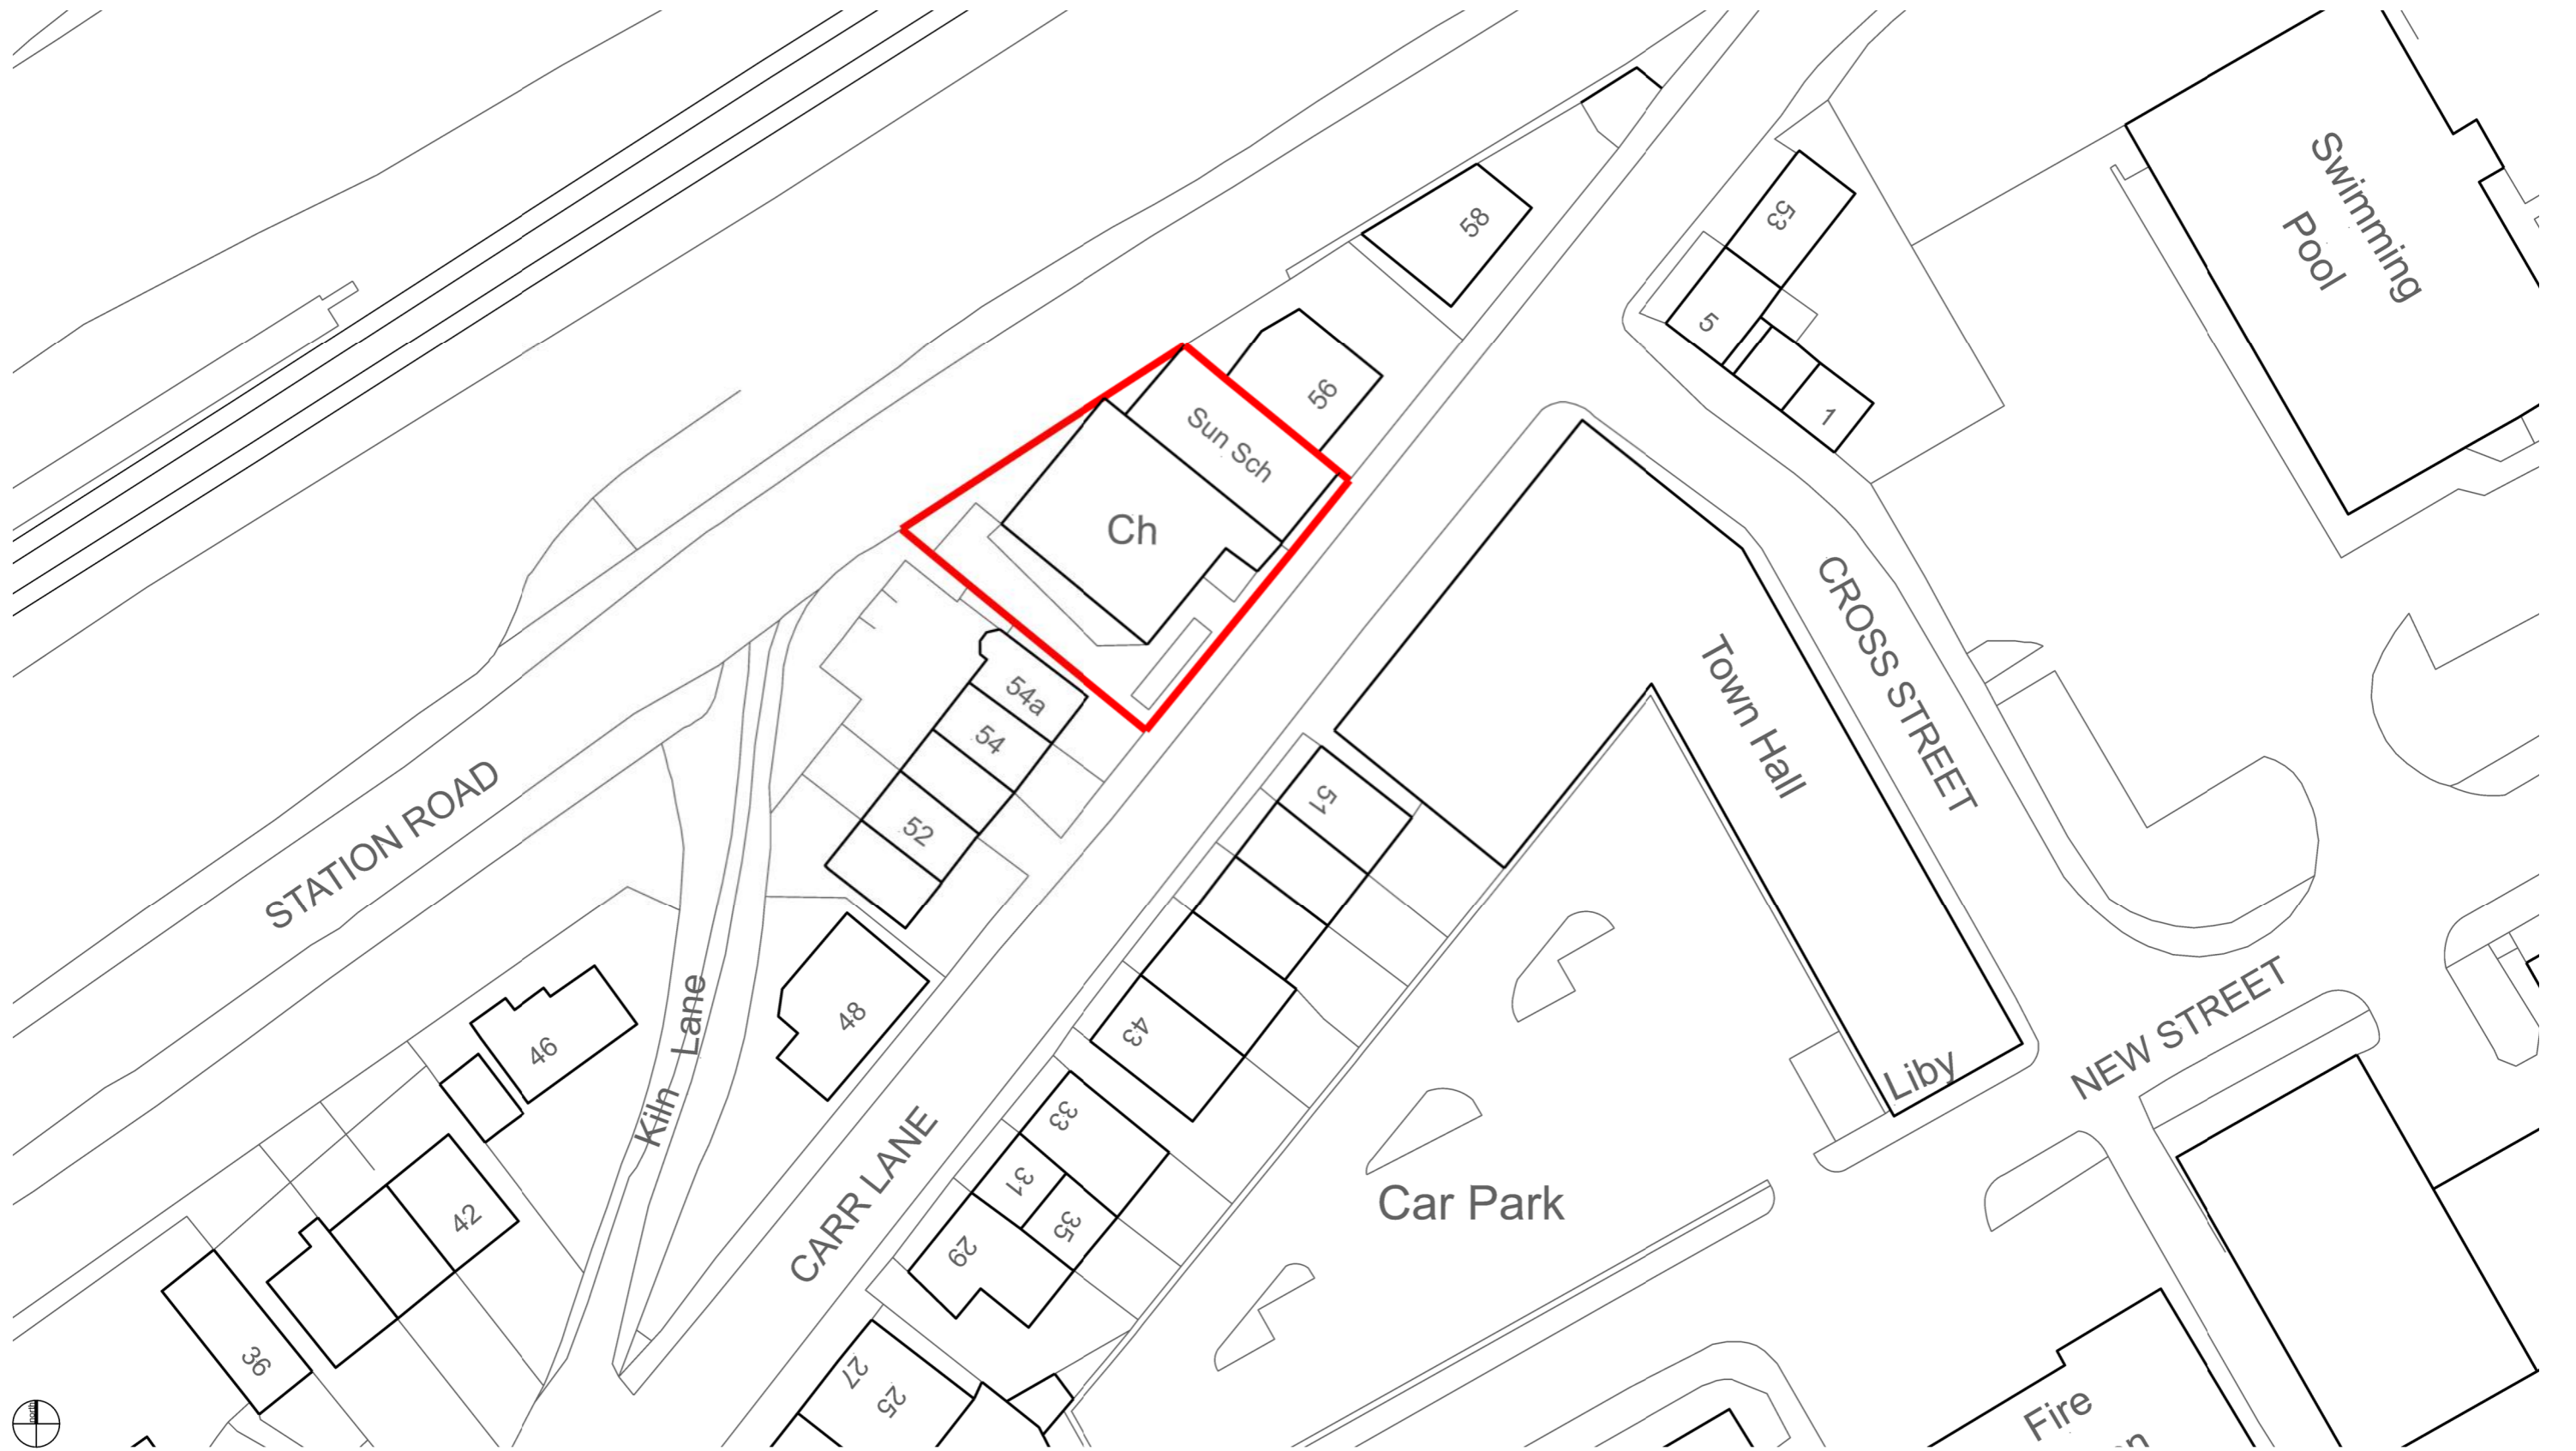 Swimming
Pool
58
53
5
1
56
Sun Sch
Ch
CROSS STREET
Town Hall
54a
54
52
51
STATION ROAD
Kiln Lane
46
48
43
Liby
NEW STREET
CARR LANE
33
31
35
29
Car Park
42
36
27
25
Fire
north